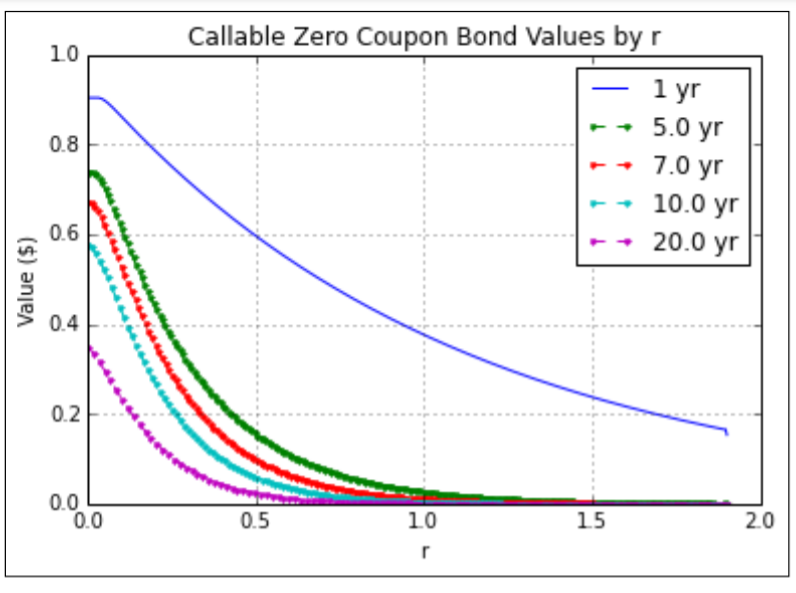 Callable Zero Coupon Bond Values by r
1.0
0.8
0.6
0.4
0.2
0.0
Value ($)
1 yr
5.0 yr
7.0 yr
10.0 yr
20.0 yr
0.0 0.5 1.0 1.5 2.0
r